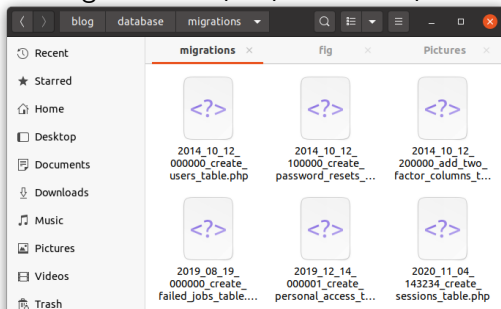 blog database migrations
Recent
Starred
Home
Desktop
Documents
Downloads
Music
Pictures
Videos
Trash
migrations fig Pictures
<?> <?> <?>
2014_10_12_
000000_create_
users_table.php
2014_10_12_
100000_create_
password_resets_...
2014_10_12_
200000_add_two_
factor_columns_t...
<?> <?> <?>
2019_08_19_
000000_create_
failed_jobs_table....
2019_12_14_
000001_create_
personal_access_t...
2020_11_04_
143234_create_
sessions_table.php